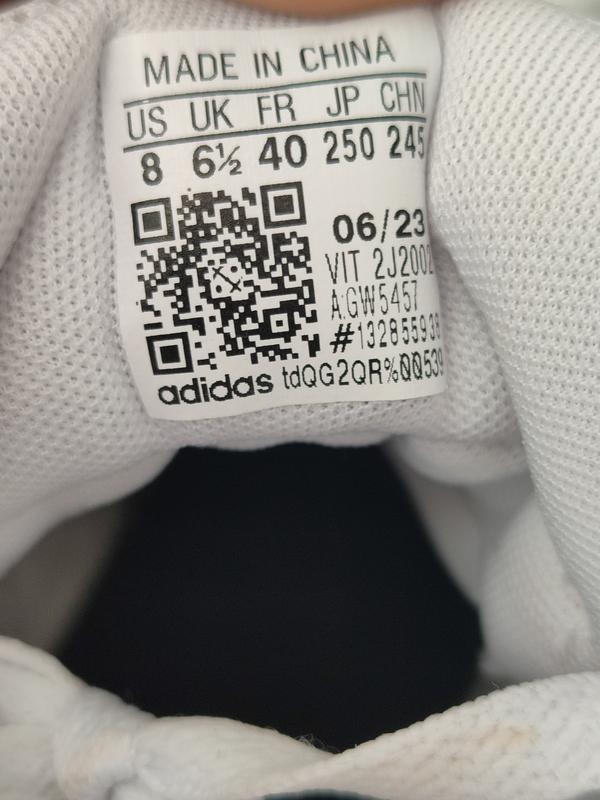 MADE IN CHINA
US UK FR JP CHN
8 6½ 40 250 245
06/23
VIT 2J2002
A:GW5457
#13285593
adidas tdQG2QR%00539